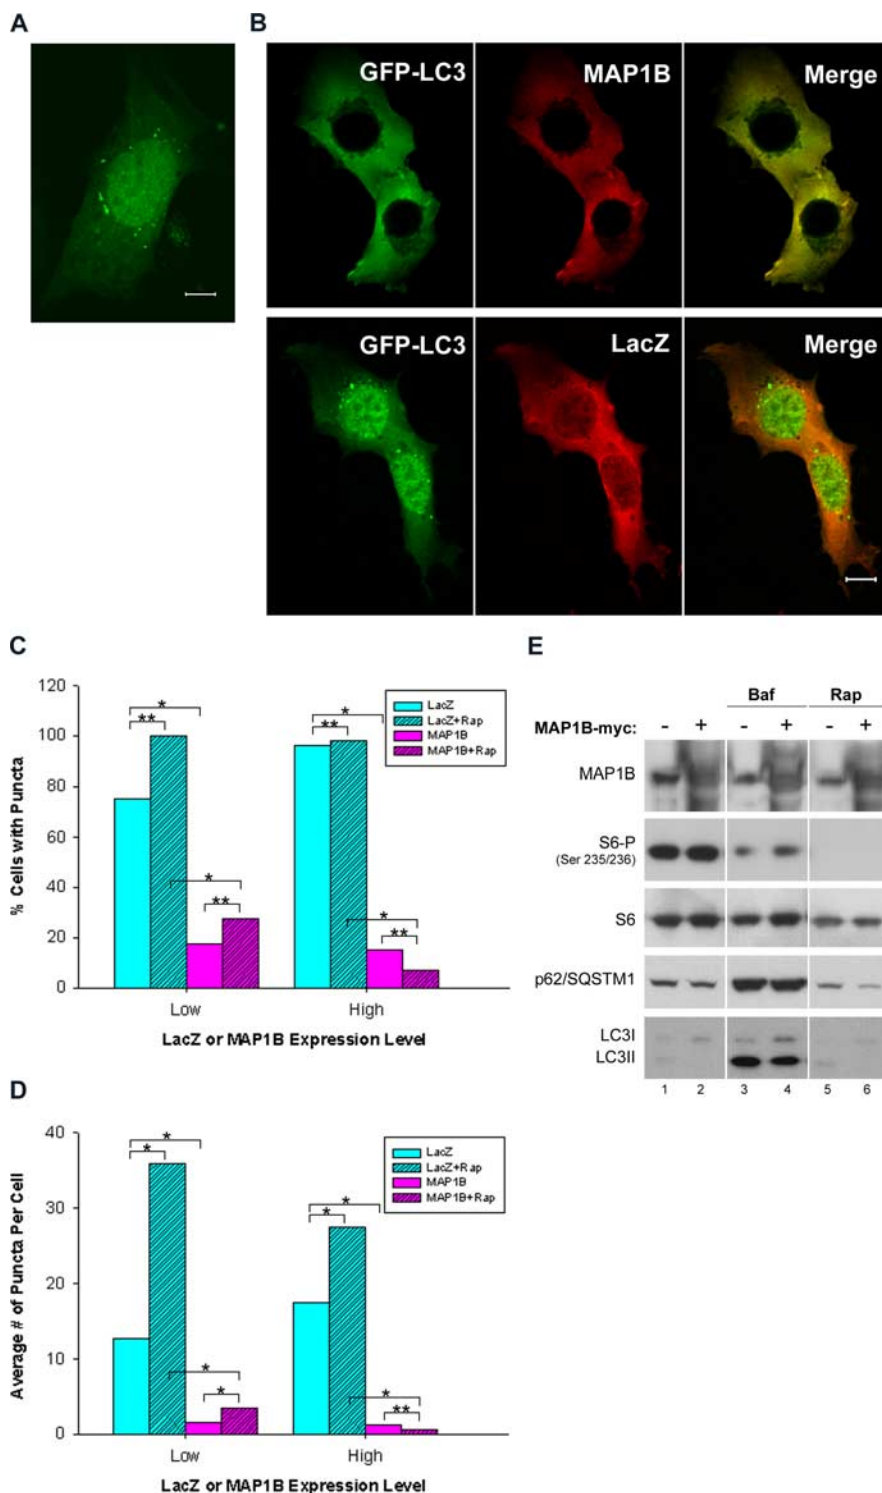 A
B
GFP-LC3
MAP1B
Merge
GFP-LC3
LacZ
Merge
C
120
100
80
60
40
20
0
% Cells with Puncta
*
**
*
**
*
**
*
**
LacZ
LacZ+Rap
MAP1B
MAP1B+Rap
Low
High
LacZ or MAP1B Expression Level
D
40
30
20
10
0
Average # of Puncta Per Cell
*
*
*
*
*
*
*
**
LacZ
LacZ+Rap
MAP1B
MAP1B+Rap
Low
High
LacZ or MAP1B Expression Level
E
Baf Rap
MAP1B-myc: - + - + - +
MAP1B
S6-P
(Ser 235/236)
S6
p62/SQSTM1
LC3I
LC3II
1 2 3 4 5 6